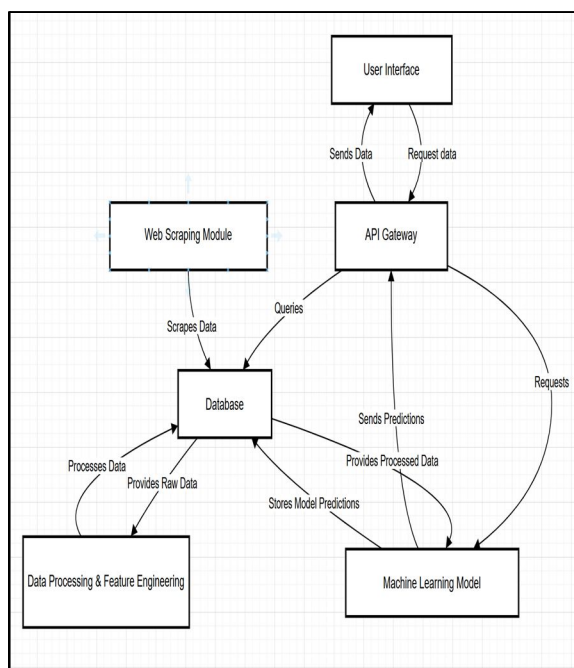 User Interface
Sends Data
Request data
Web Scraping Module
API Gateway
Queries
Scrapes Data
Requests
Database
Sends Predictions
Processes Data
Provides Processed Data
Provides Raw Data
Stores Model Predictions
Data Processing & Feature Engineering
Machine Learning Model